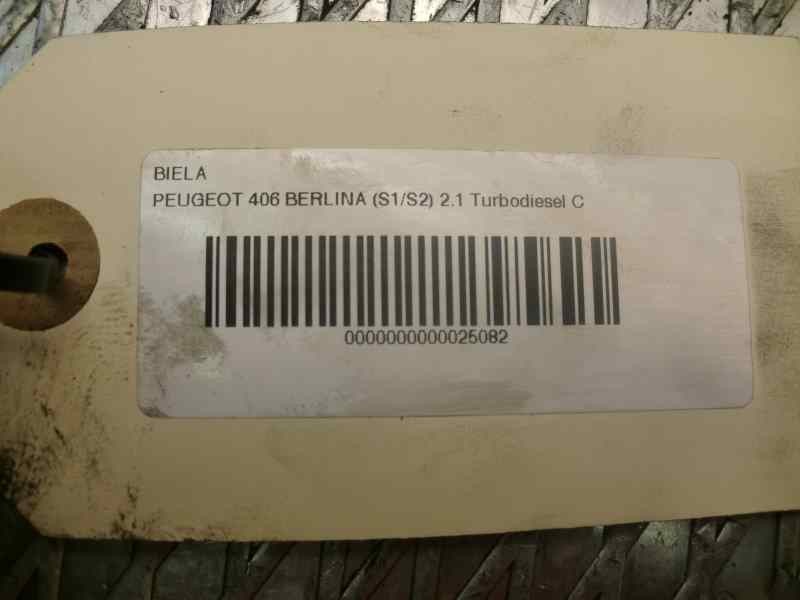 BIELA
PEUGEOT 406 BERLINA (S1/S2) 2.1 Turbodiesel C
0000000000025082